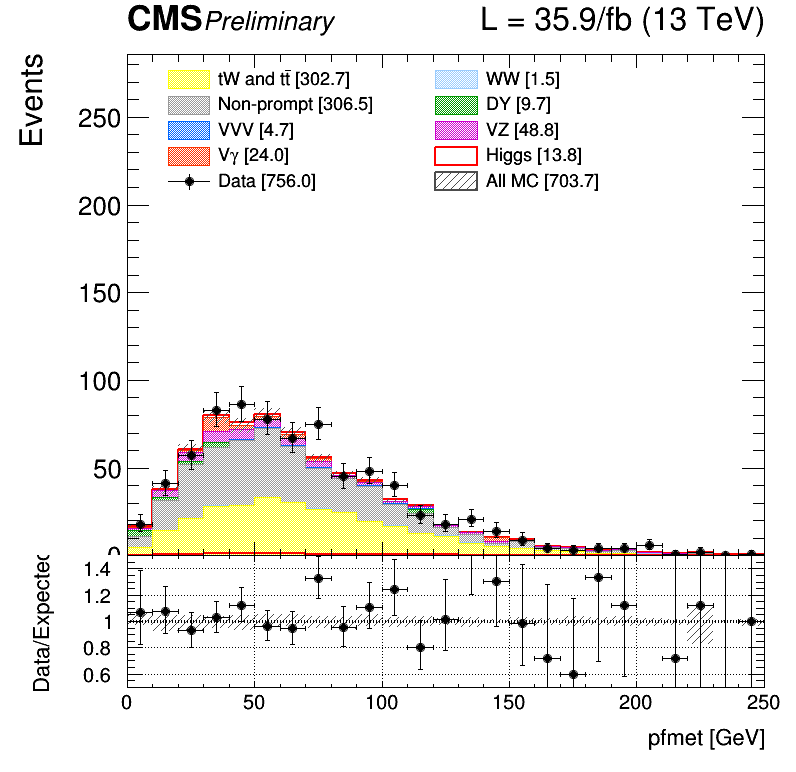 CMS Preliminary L = 35.9/fb (13 TeV)
Events
tW and tt̄ [302.7] WW [1.5]
Non-prompt [306.5] DY [9.7]
VVV [4.7] VZ [48.8]
Vγ [24.0] Higgs [13.8]
Data [756.0] All MC [703.7]
250
200
150
100
50
0
Data/Expected
1.4
1.2
1
0.8
0.6
0 50 100 150 200 250
pfmet [GeV]